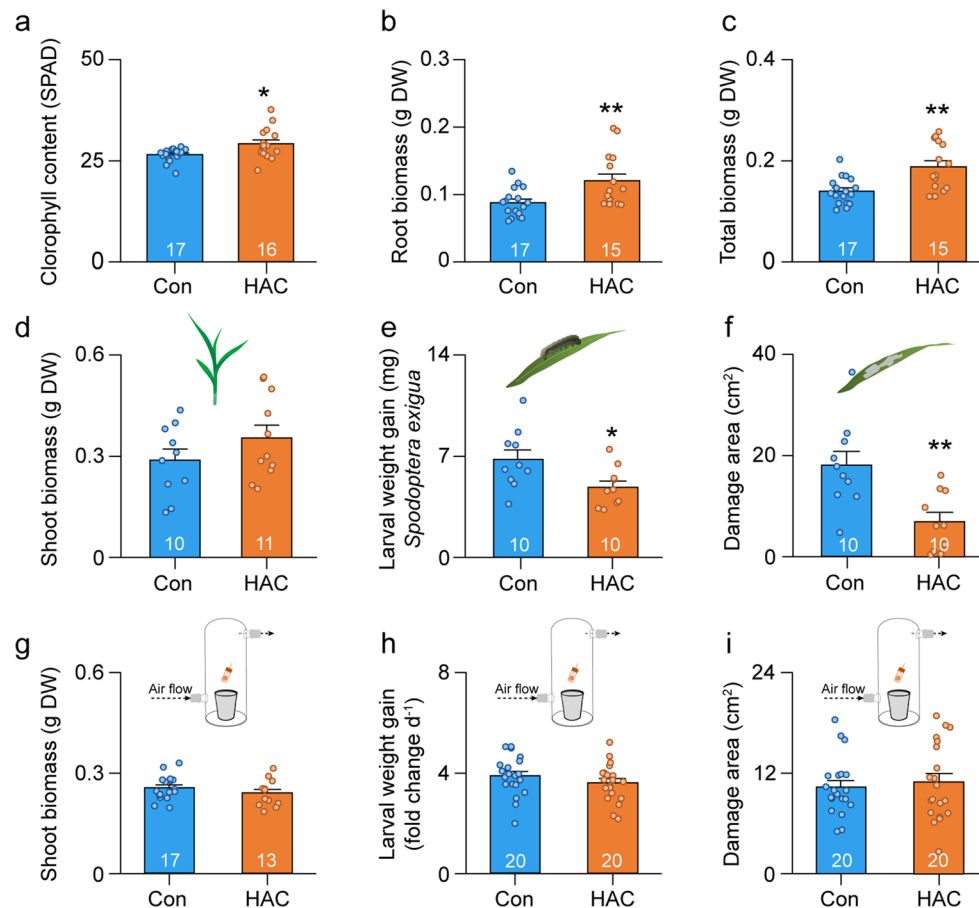 a
Clorophyll content (SPAD)
50
25
0
*
17
16
Con
HAC
b
Root biomass (g DW)
0.3
0.2
0.1
0
**
17
15
Con
HAC
c
Total biomass (g DW)
0.4
0.2
0
**
17
15
Con
HAC
d
Shoot biomass (g DW)
0.6
0.3
0
10
11
Con
HAC
e
Larval weight gain (mg)
Spodoptera exigua
14
7
0
*
10
10
Con
HAC
f
Damage area (cm²)
40
20
0
**
10
10
Con
HAC
g
Shoot biomass (g DW)
0.6
0.3
0
Air flow
17
13
Con
HAC
h
Larval weight gain
(fold change d⁻¹)
8
4
0
Air flow
20
20
Con
HAC
i
Damage area (cm²)
24
12
0
Air flow
20
20
Con
HAC